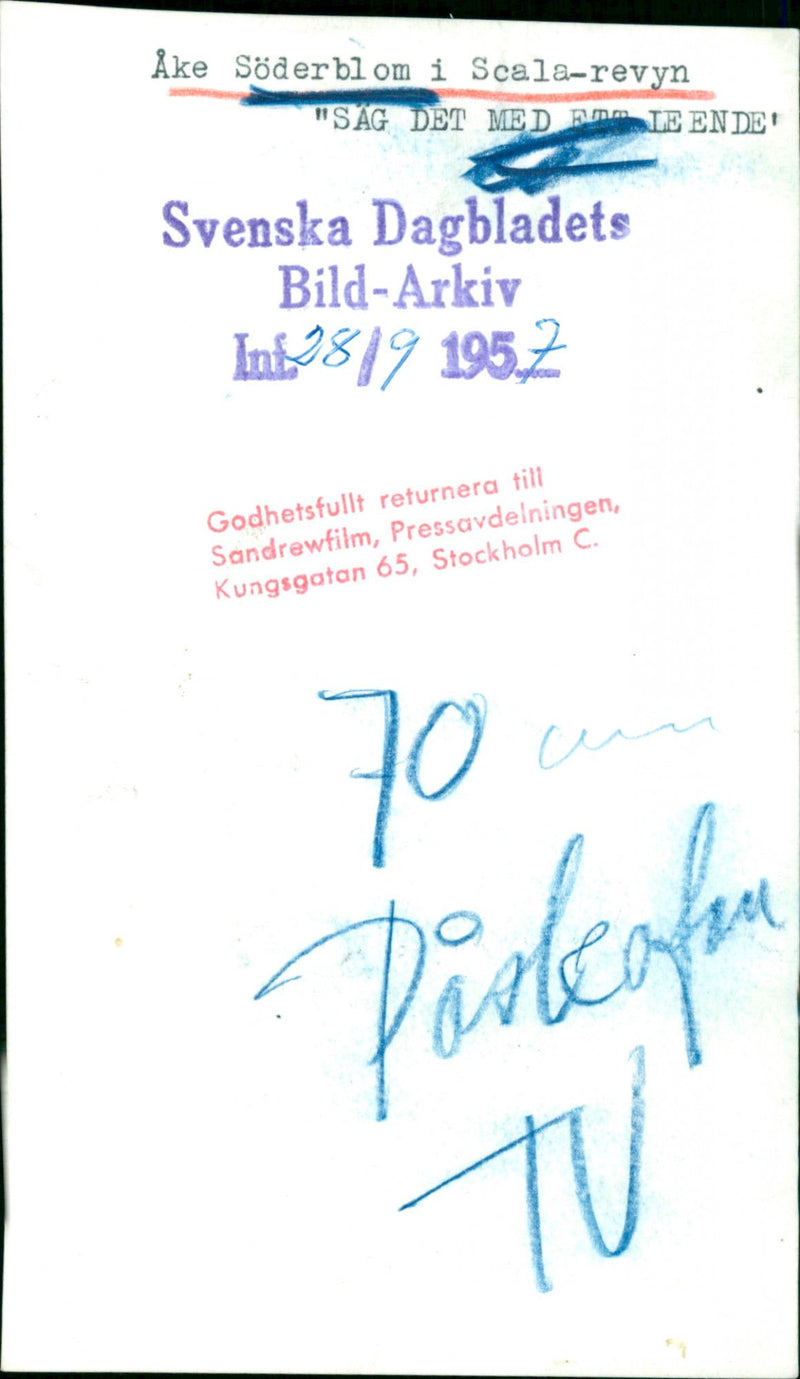 Åke Söderblom i Scala-revyn
"SÄG DET MED ETT LEENDE'
Svenska Dagbladets
Bild-Arkiv
Inf. 28/9 1957
Godhetsfullt returnera till
Sandrewfilm, Pressavdelningen,
Kungsgatan 65, Stockholm C.
70
TV